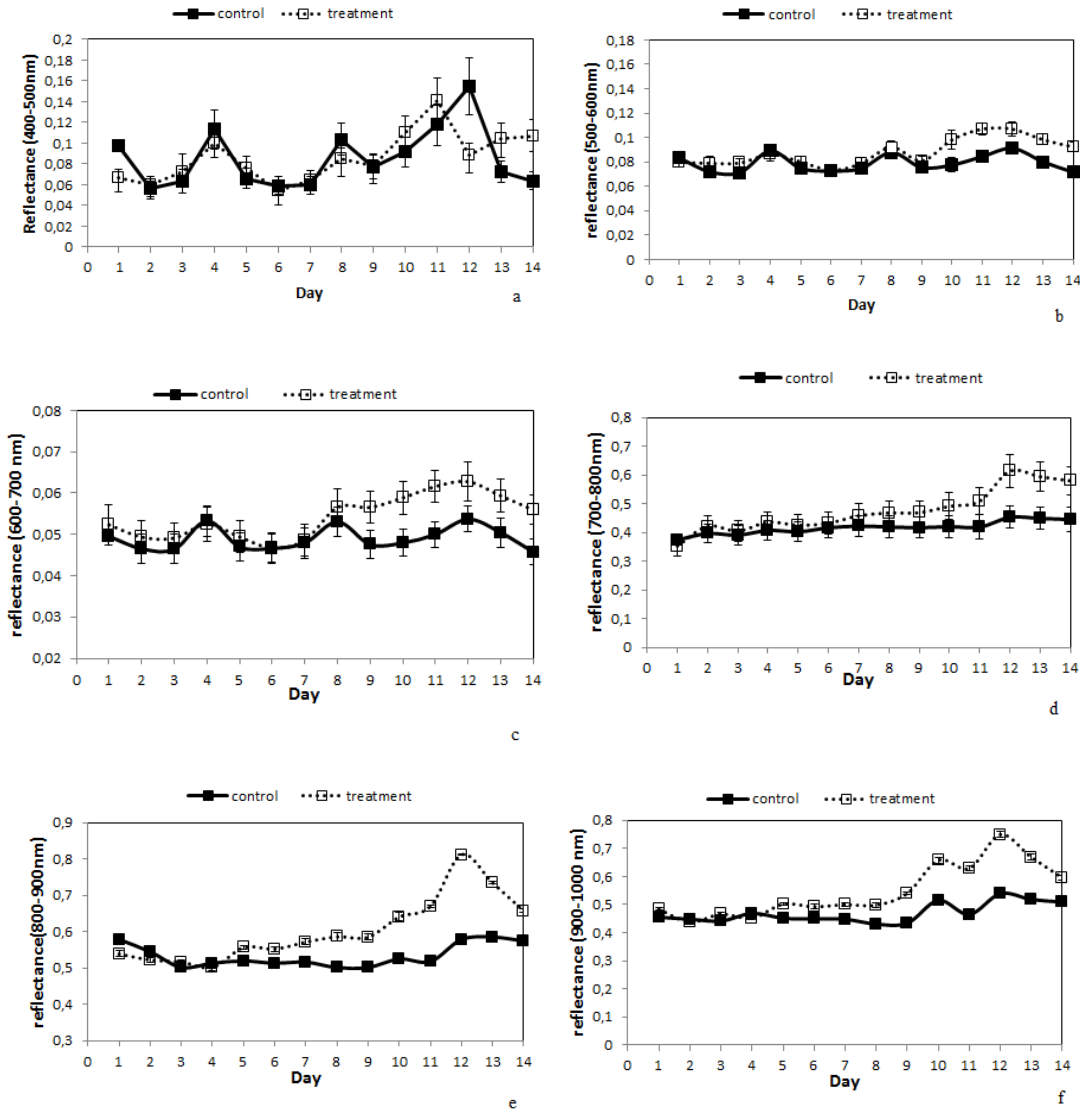 control treatment
0,2
0,18
0,16
0,14
0,12
0,1
0,08
0,06
0,04
0,02
0
Reflectance (400-500nm)
0 1 2 3 4 5 6 7 8 9 10 11 12 13 14
Day
a
control treatment
0,18
0,16
0,14
0,12
0,1
0,08
0,06
0,04
0,02
0
reflectance (500-600nm)
0 1 2 3 4 5 6 7 8 9 10 11 12 13 14
Day
b
control treatment
0,08
0,07
0,06
0,05
0,04
0,03
0,02
reflectance (600-700 nm)
0 1 2 3 4 5 6 7 8 9 10 11 12 13 14
Day
c
control treatment
0,8
0,7
0,6
0,5
0,4
0,3
0,2
0,1
0
reflectance (700-800nm)
0 1 2 3 4 5 6 7 8 9 10 11 12 13 14
Day
d
control treatment
0,9
0,8
0,7
0,6
0,5
0,4
0,3
reflectance(800-900nm)
0 1 2 3 4 5 6 7 8 9 10 11 12 13 14
Day
e
control treatment
0,8
0,7
0,6
0,5
0,4
0,3
0,2
0,1
0
reflectance (900-1000 nm)
0 1 2 3 4 5 6 7 8 9 10 11 12 13 14
Day
f